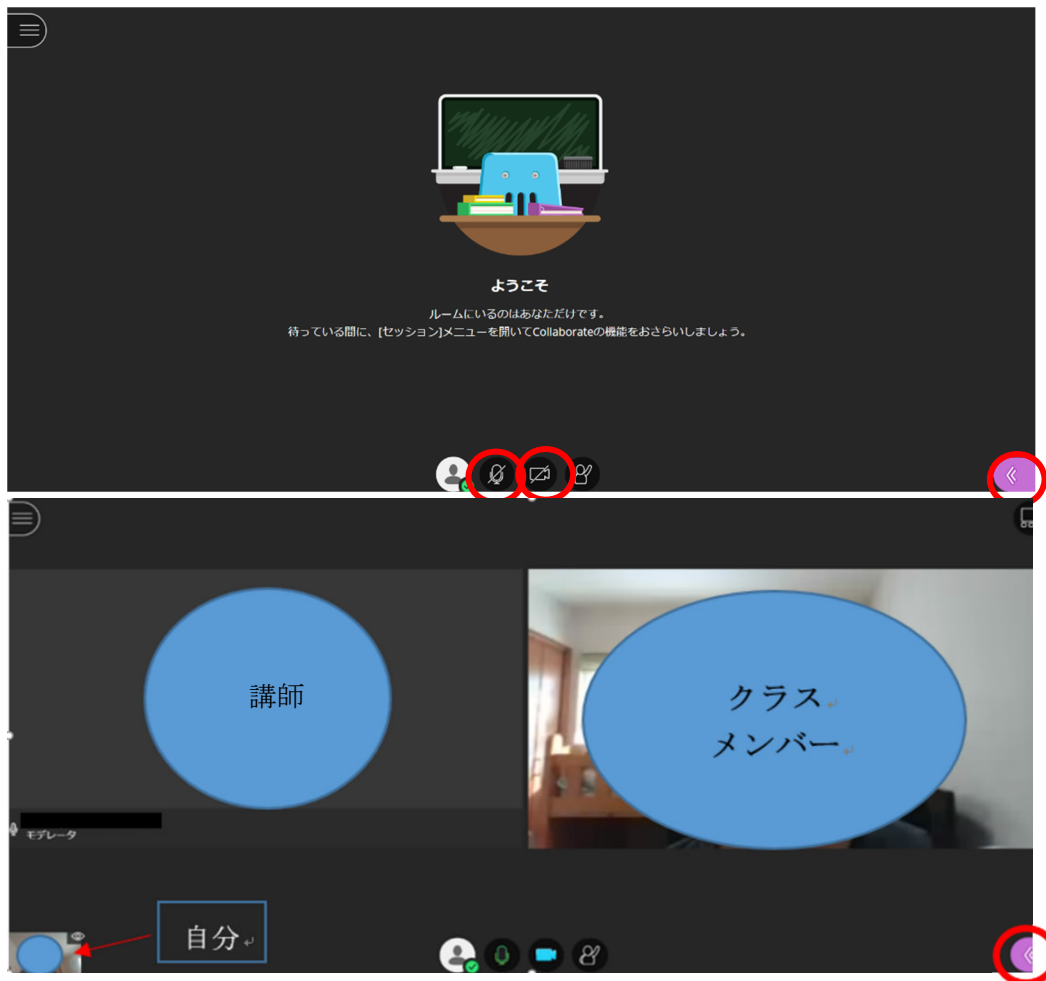 ようこそ
ルームにいるのはあなただけです。
待っている間に、[セッション]メニューを開いてCollaborateの機能をおさらいしましょう。
講師
クラス
メンバー
モデレータ
自分